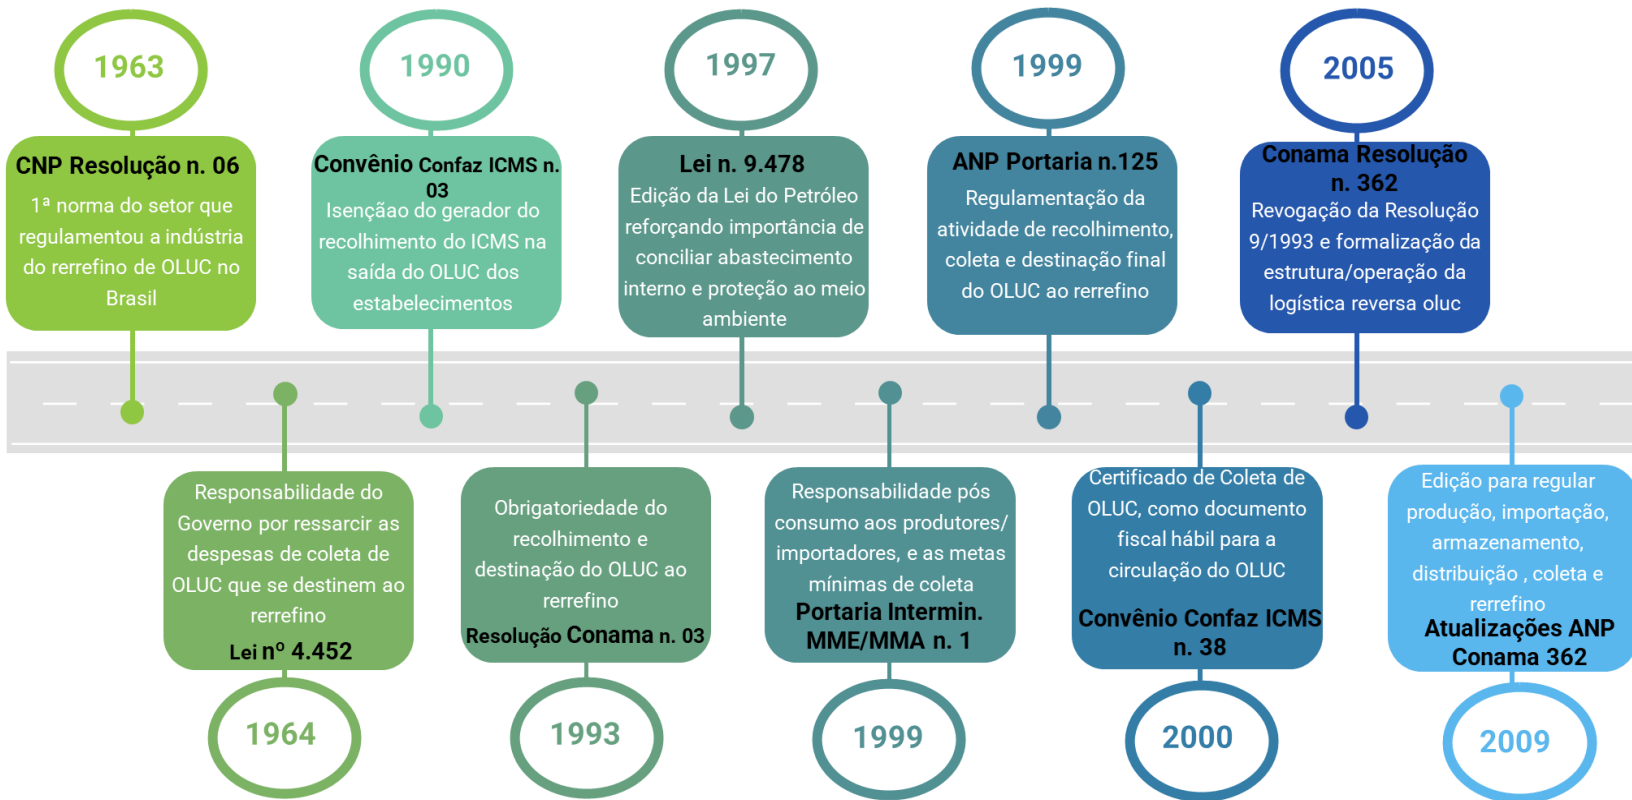 1963
CNP Resolução n. 06
1ª norma do setor que
regulamentou a indústria
do rerrefino de OLUC no
Brasil
1990
Convênio Confaz ICMS n.
03
Isençãao do gerador do
recolhimento do ICMS na
saída do OLUC dos
estabelecimentos
1997
Lei n. 9.478
Edição da Lei do Petróleo
reforçando importância de
conciliar abastecimento
interno e proteção ao meio
ambiente
1999
ANP Portaria n.125
Regulamentação da
atividade de recolhimento,
coleta e destinação final
do OLUC ao rerrefino
2005
Conama Resolução
n. 362
Revogação da Resolução
9/1993 e formalização da
estrutura/operação da
logística reversa oluc
Responsabilidade do
Governo por ressarcir as
despesas de coleta de
OLUC que se destinem ao
rerrefino
Lei nº 4.452
1964
Obrigatoriedade do
recolhimento e
destinação do OLUC ao
rerrefino
Resolução Conama n. 03
1993
Responsabilidade pós
consumo aos produtores/
importadores, e as metas
mínimas de coleta
Portaria Intermin.
MME/MMA n. 1
1999
Certificado de Coleta de
OLUC, como documento
fiscal hábil para a
circulação do OLUC
Convênio Confaz ICMS
n. 38
2000
Edição para regular
produção, importação,
armazenamento,
distribuição , coleta e
rerrefino
Atualizações ANP
Conama 362
2009